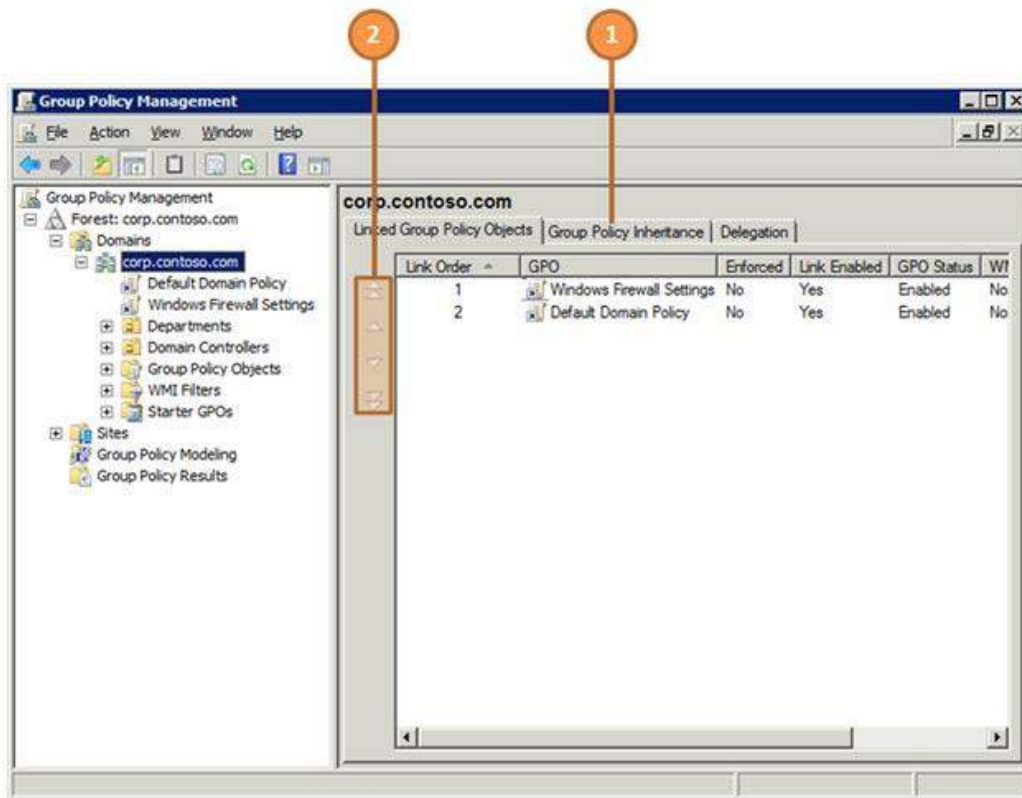 2 1
Group Policy Management
File Action View Window Help
Group Policy Management
Forest: corp.contoso.com
Domains
corp.contoso.com
Default Domain Policy
Windows Firewall Settings
Departments
Domain Controllers
Group Policy Objects
WMI Filters
Starter GPOs
Sites
Group Policy Modeling
Group Policy Results
corp.contoso.com
Linked Group Policy Objects Group Policy Inheritance Delegation
Link Order GPO Enforced Link Enabled GPO Status WM
1 Windows Firewall Settings No Yes Enabled No
2 Default Domain Policy No Yes Enabled No